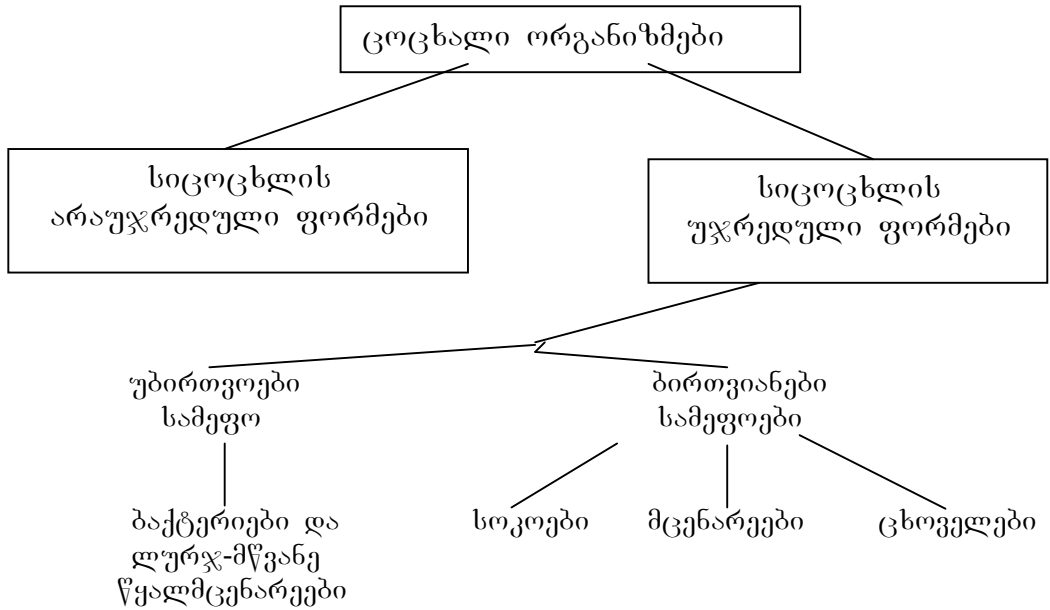 ცოცხალი ორგანიზმები
სიცოცხლის
არაუჯრედული ფორმები
სიცოცხლის
უჯრედული ფორმები
უბირთვოები
სამეფო
ბირთვიანები
სამეფოები
ბაქტერიები და
ლურჯ-მწვანე
წყალმცენარეები
სოკოები
მცენარეები
ცხოველები